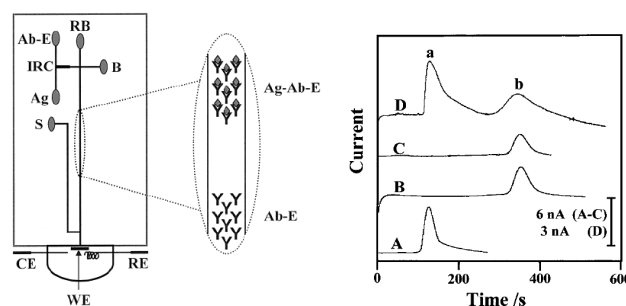 RB
Ab-E
IRC
B
Ag
S
CE
RE
WE
Ag-Ab-E
Ab-E
Current
a
b
D
C
B
6 nA (A-C)
3 nA (D)
A
0 200 400 600
Time /s